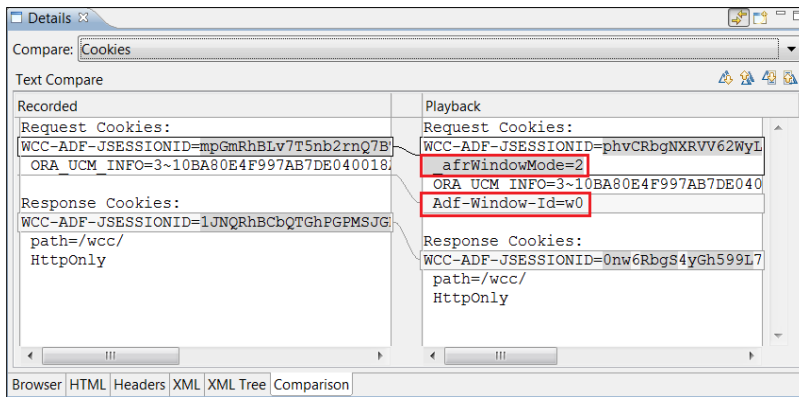 Details
Compare: Cookies
Text Compare
Recorded
Request Cookies:
WCC-ADF-JSESSIONID=mpGmRhBLv7T5nb2rnQ7B
ORA_UCM_INFO=3~10BA80E4F997AB7DE040018
Response Cookies:
WCC-ADF-JSESSIONID=1JNQRhBCbQTGhPGPMSJG
path=/wcc/
HttpOnly
Playback
Request Cookies:
WCC-ADF-JSESSIONID=phvCRbgNXRVV62WyL
_afrWindowMode=2
ORA_UCM_INFO=3~10BA80E4F997AB7DE040
Adf-Window-Id=w0
Response Cookies:
WCC-ADF-JSESSIONID=0nw6RbgS4yGh599L7
path=/wcc/
HttpOnly
Browser HTML Headers XML XML Tree Comparison